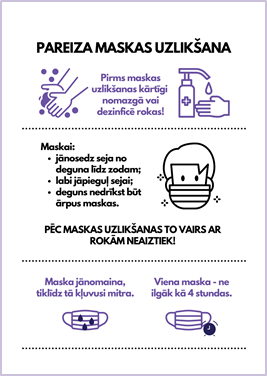 PAREIZA MASKAS UZLIKŠANA
Pirms maskas
uzlikšanas kārtīgi
nomazgā vai
dezinficē rokas!
Maskai:
• jānosedz seja no
deguna līdz zodam;
• labi jāpieguļ sejai;
• deguns nedrīkst būt
ārpus maskas.
PĒC MASKAS UZLIKŠANAS TO VAIRS AR
ROKĀM NEAIZTIEK!
Maska jānomaina,
tiklīdz tā kļuvusi mitra.
Viena maska - ne
ilgāk kā 4 stundas.